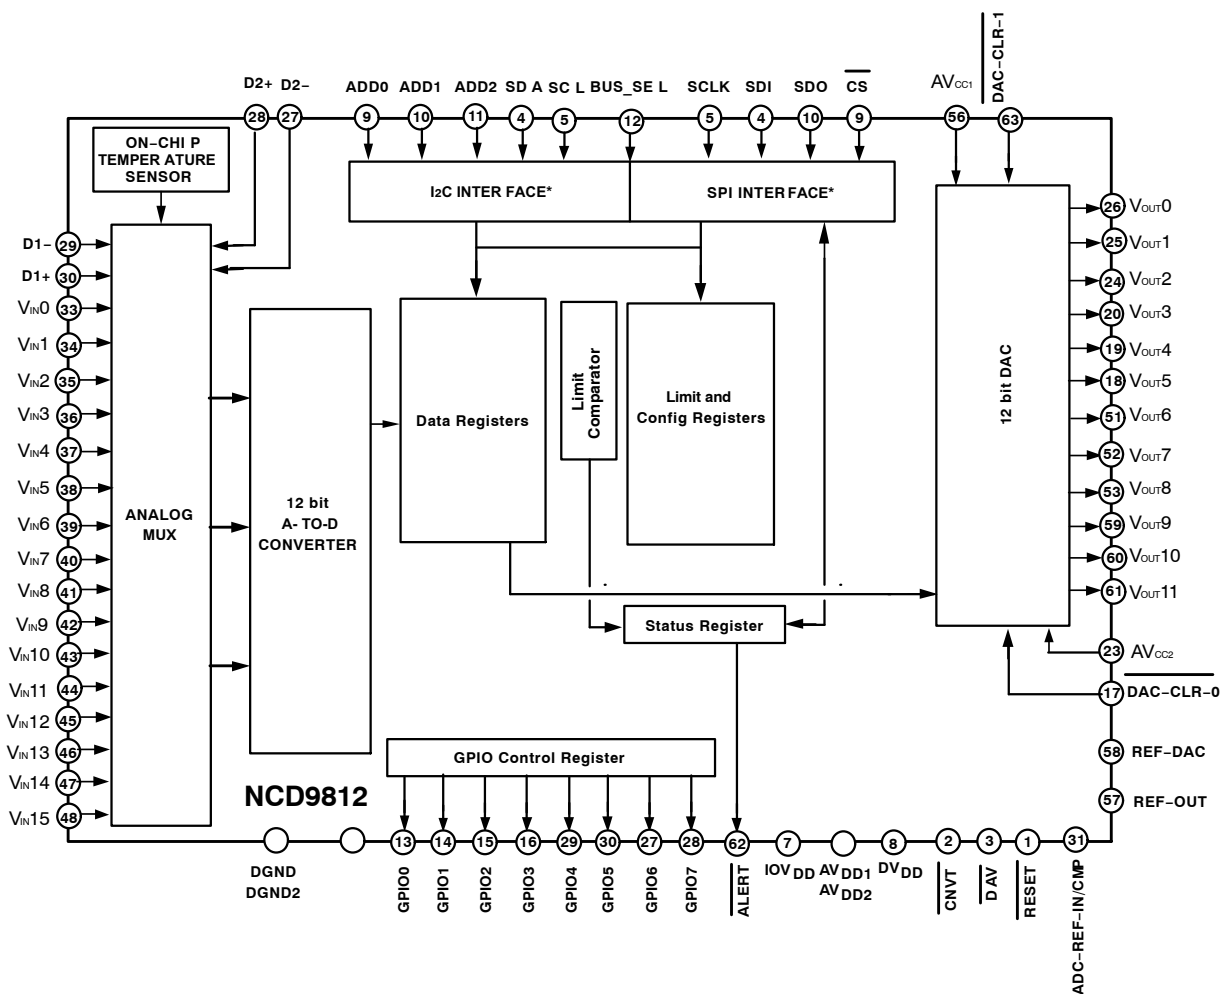 DAC-CLR-1
AVCC1
D2+ D2-
ADD0 ADD1 ADD2 SD A SC L BUS_SE L SCLK SDI SDO CS
28 27 9 10 11 4 5 12 5 4 10 9 56 63
ON-CHI P
TEMPER ATURE
SENSOR
I2C INTER FACE*
SPI INTER FACE*
D1- 29
D1+ 30
VIN0 33
VIN1 34
VIN2 35
VIN3 36
VIN4 37
VIN5 38
VIN6 39
VIN7 40
VIN8 41
VIN9 42
VIN10 43
VIN11 44
VIN12 45
VIN13 46
VIN14 47
VIN15 48
ANALOG
MUX
12 bit
A- TO-D
CONVERTER
Data Registers
Limit
Comparator
Limit and
Config Registers
Status Register
12 bit DAC
26 VOUT0
25 VOUT1
24 VOUT2
20 VOUT3
19 VOUT4
18 VOUT5
51 VOUT6
52 VOUT7
53 VOUT8
59 VOUT9
60 VOUT10
61 VOUT11
23 AVCC2
17 DAC-CLR-0
58 REF-DAC
57 REF-OUT
GPIO Control Register
NCD9812
13 14 15 16 29 30 27 28 62 7 8 2 3 1 31
DGND
DGND2
GPIO0
GPIO1
GPIO2
GPIO3
GPIO4
GPIO5
GPIO6
GPIO7
ALERT
IOVDD
AVDD1
AVDD2
DVDD
CNVT
D AV
RESET
ADC-REF-IN/CMP